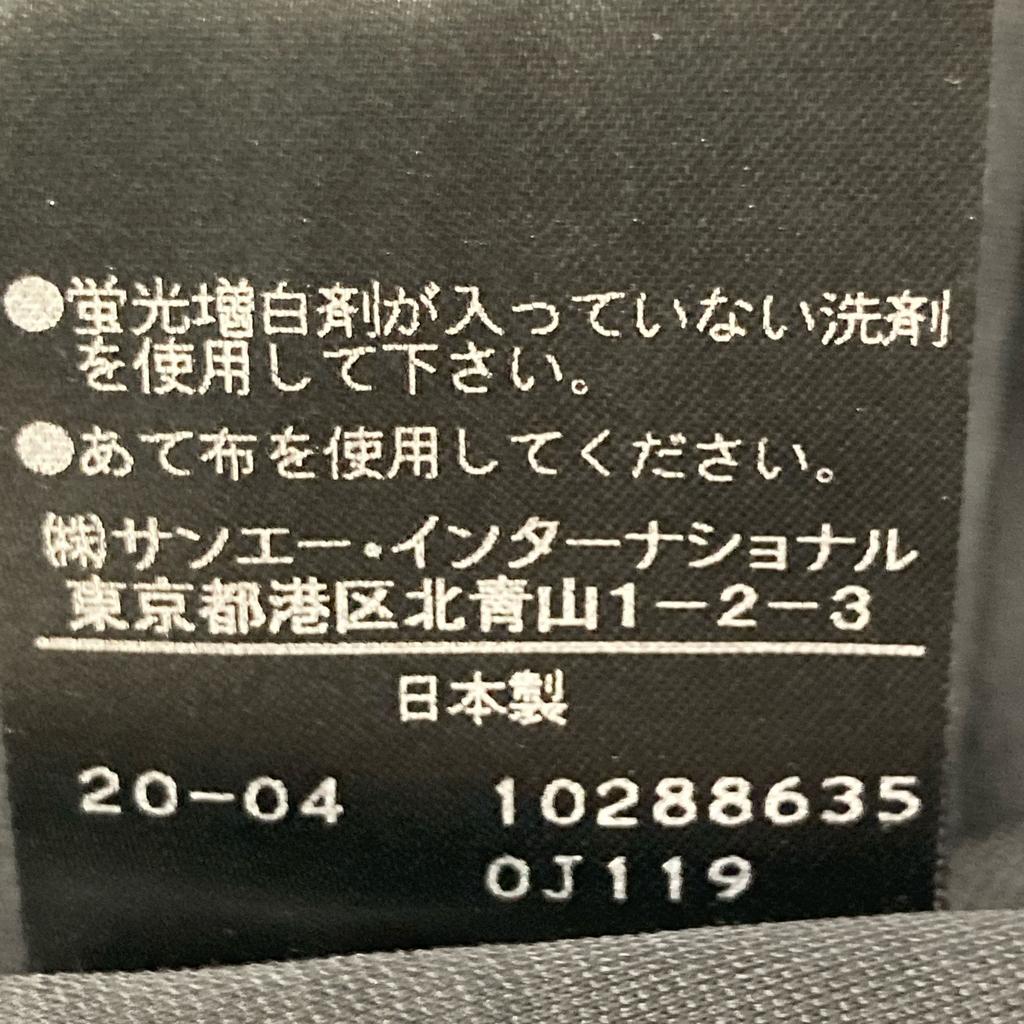 ●蛍光増白剤が入っていない洗剤
を使用して下さい。
●あて布を使用してください。
㈱サンエー・インターナショナル
東京都港区北青山1-2-3
日本製
20-04 10288635
0J119